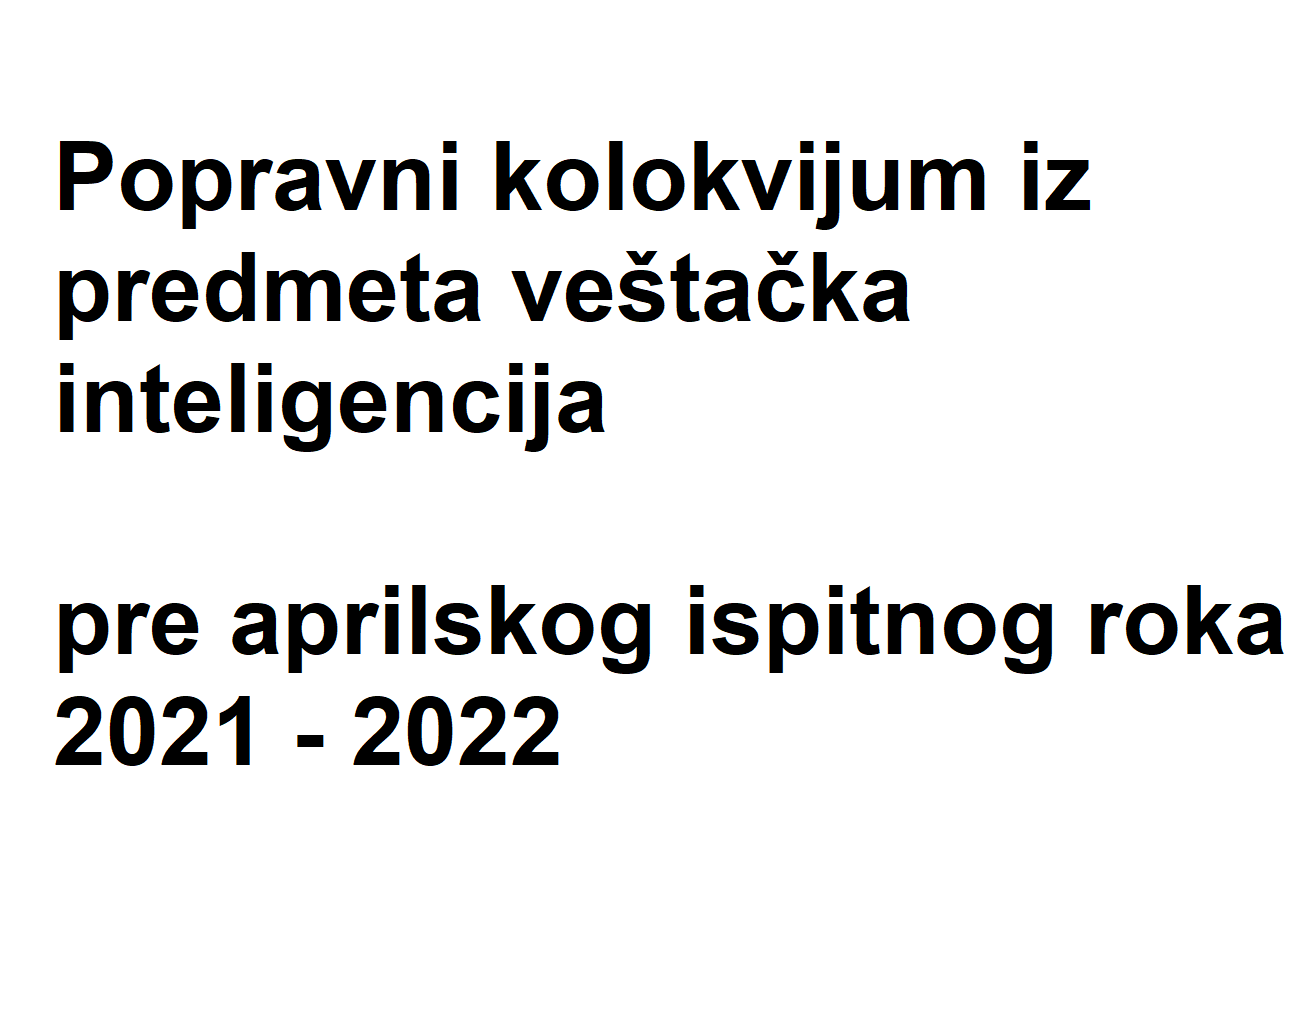 Popravni kolokvijum iz
predmeta veštačka
inteligencija
pre aprilskog ispitnog roka
2021 - 2022